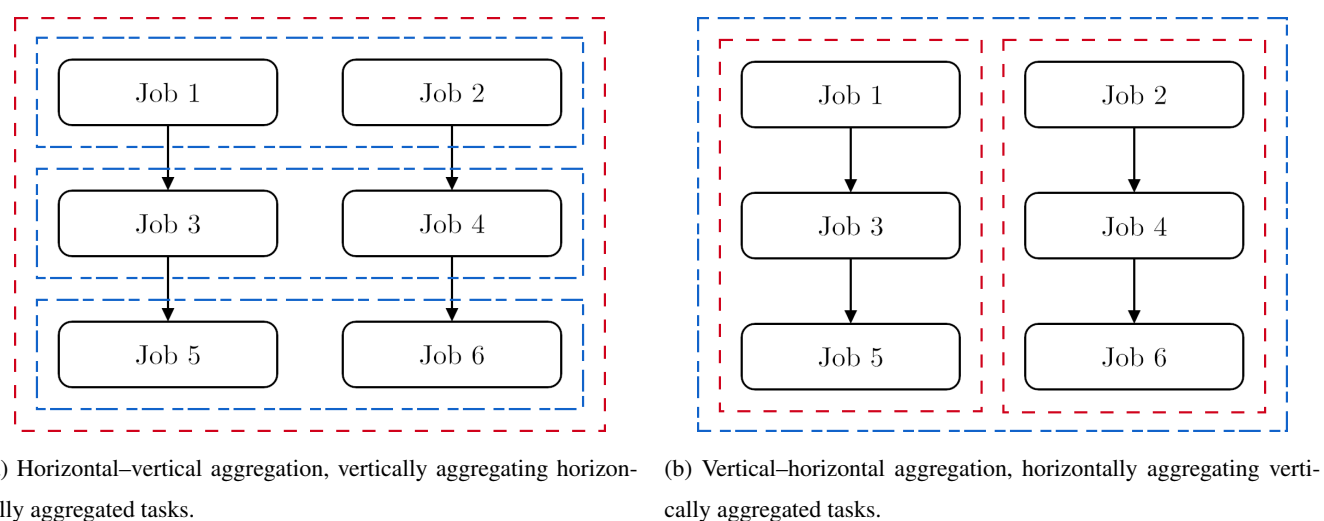 Job 1
Job 2
Job 3
Job 4
Job 5
Job 6
) Horizontal–vertical aggregation, vertically aggregating horizon-
lly aggregated tasks.
Job 1
Job 2
Job 3
Job 4
Job 5
Job 6
(b) Vertical–horizontal aggregation, horizontally aggregating verti-
cally aggregated tasks.